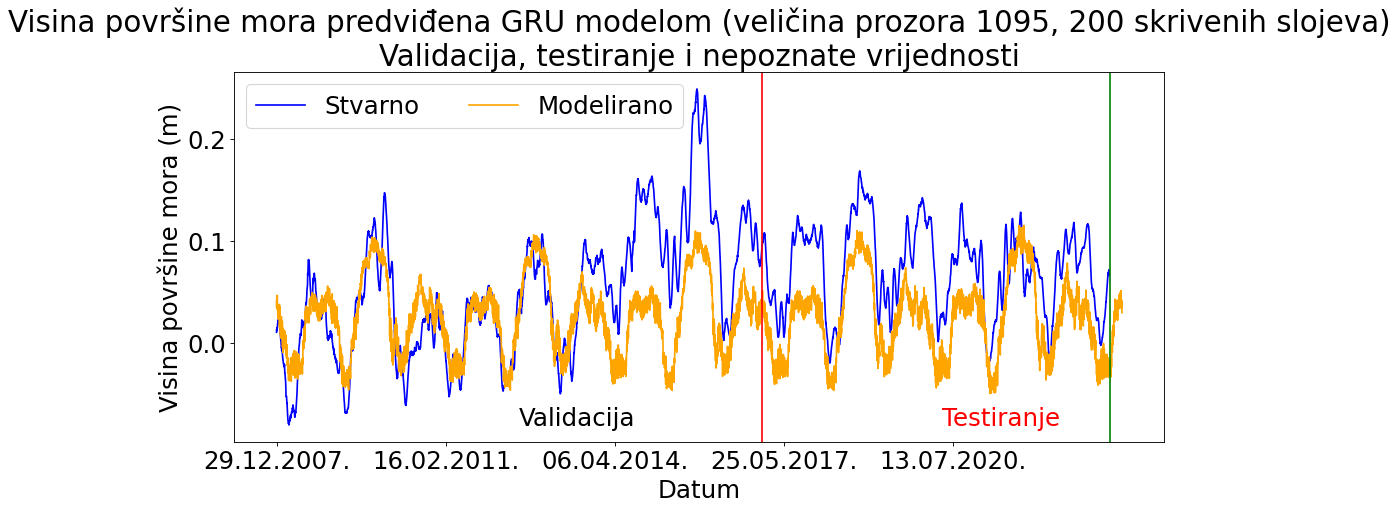 Visina površine mora predviđena GRU modelom (veličina prozora 1095, 200 skrivenih slojeva)
Validacija, testiranje i nepoznate vrijednosti
Stvarno
Modelirano
Visina površine mora (m)
0.2
0.1
0.0
Validacija
Testiranje
29.12.2007.
16.02.2011.
06.04.2014.
25.05.2017.
13.07.2020.
Datum